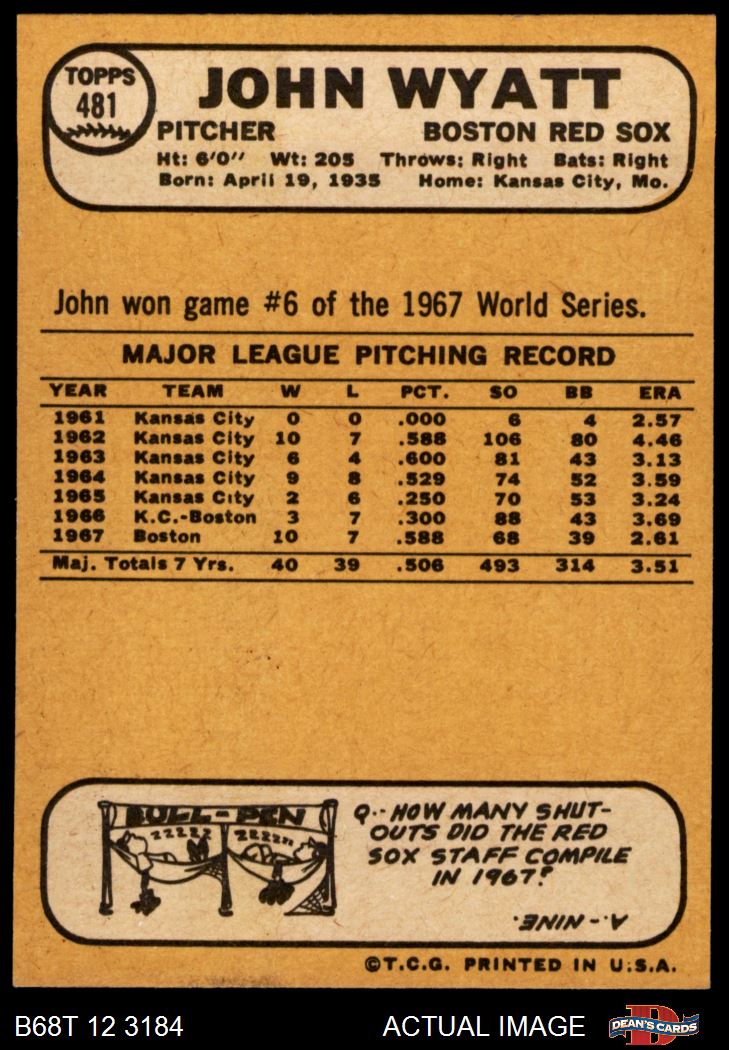 TOPPS
481
JOHN WYATT
PITCHER BOSTON RED SOX
Ht: 6'0" Wt: 205 Throws: Right Bats: Right
Born: April 19, 1935 Home: Kansas City, Mo.
John won game #6 of the 1967 World Series.
MAJOR LEAGUE PITCHING RECORD
YEAR TEAM W L PCT. SO BB ERA
1961 Kansas City 0 0 .000 6 4 2.57
1962 Kansas City 10 7 .588 106 80 4.46
1963 Kansas City 6 4 .600 81 43 3.13
1964 Kansas City 9 8 .529 74 52 3.59
1965 Kansas City 2 6 .250 70 53 3.24
1966 K.C.-Boston 3 7 .300 88 43 3.69
1967 Boston 10 7 .588 68 39 2.61
Maj. Totals 7 Yrs. 40 39 .506 493 314 3.51
BULL-PEN
ZZZZZ ZZZZZ
Q-- HOW MANY SHUT-
OUTS DID THE RED
SOX STAFF COMPILE
IN 1967?
A.- NINE.
©T.C.G. PRINTED IN U.S.A.
B68T 12 3184 ACTUAL IMAGE
D
DEAN'S CARDS